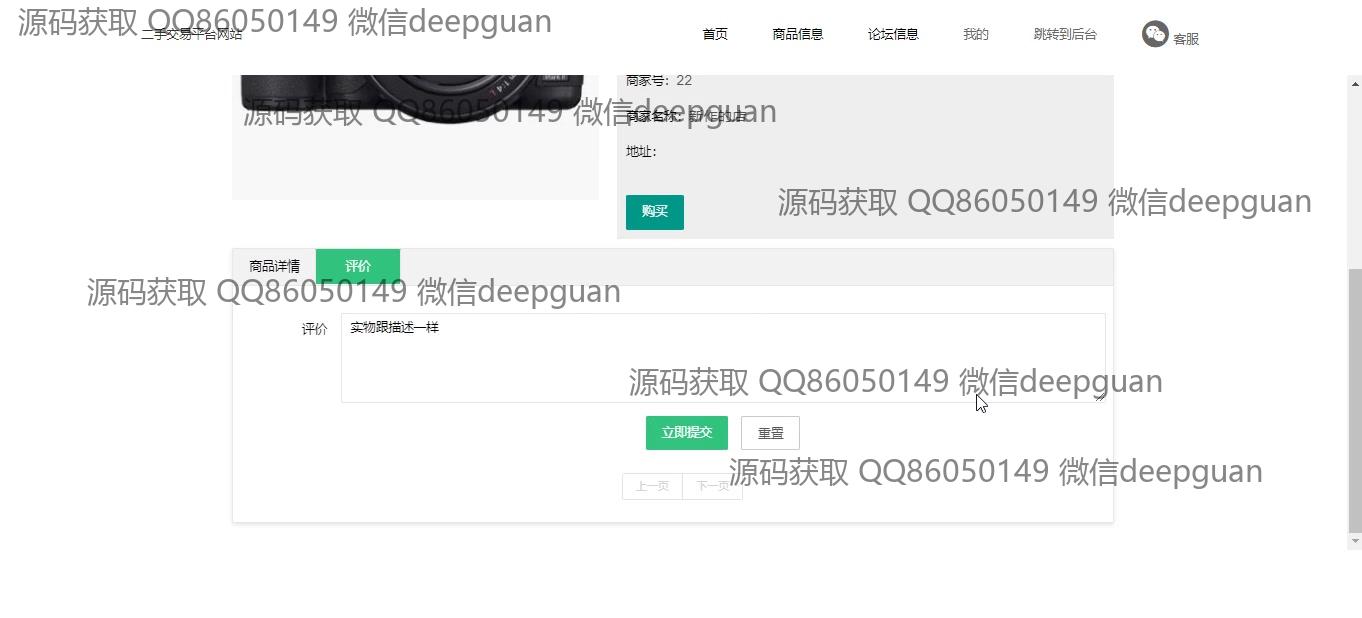 源码获取 QQ86050149 微信deepguan
二手交易平台网站
首页
商品信息
论坛信息
我的
跳转到后台
客服
商家号：22
源码获取 QQ86050149 微信deepguan
商家名称：新作的店
地址：
源码获取 QQ86050149 微信deepguan
购买
商品详情
评价
源码获取 QQ86050149 微信deepguan
评价
实物跟描述一样
源码获取 QQ86050149 微信deepguan
立即提交
重置
源码获取 QQ86050149 微信deepguan
上一页
下一页